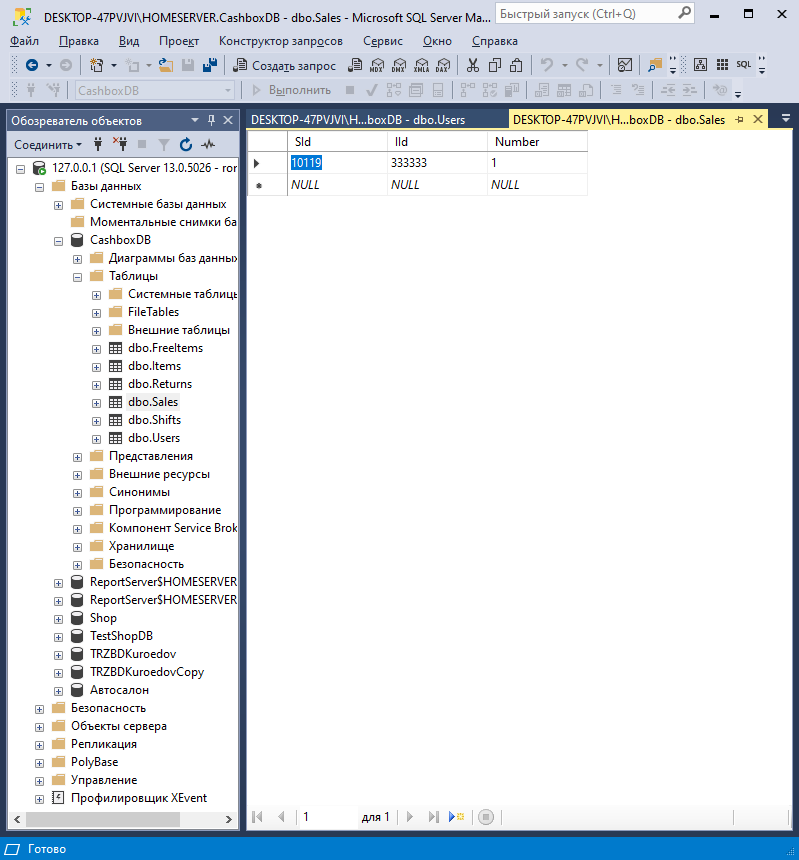 DESKTOP-47PVJVI\HOMESERVER.CashboxDB - dbo.Sales - Microsoft SQL Server Ma...
Быстрый запуск (Ctrl+Q)
Файл Правка Вид Проект Конструктор запросов Сервис Окно Справка
Создать запрос MDX DMX XMLA DAX SQL
CashboxDB Выполнить
Обозреватель объектов
DESKTOP-47PVJVI\H...boxDB - dbo.Users
DESKTOP-47PVJVI\H...boxDB - dbo.Sales
Соединить
SId IId Number
10119 333333 1
NULL NULL NULL
127.0.0.1 (SQL Server 13.0.5026 - ror
Базы данных
Системные базы данных
Моментальные снимки ба
CashboxDB
Диаграммы баз данны
Таблицы
Системные таблиць
FileTables
Внешние таблицы
dbo.FreeItems
dbo.Items
dbo.Returns
dbo.Sales
dbo.Shifts
dbo.Users
Представления
Внешние ресурсы
Синонимы
Программирование
Компонент Service Brok
Хранилище
Безопасность
ReportServer$HOMESERVER
ReportServer$HOMESERVER
Shop
TestShopDB
TRZBDKuroedov
TRZBDKuroedovCopy
Автосалон
Безопасность
Объекты сервера
Репликация
PolyBase
Управление
Профилировщик XEvent
1 для 1
Готово